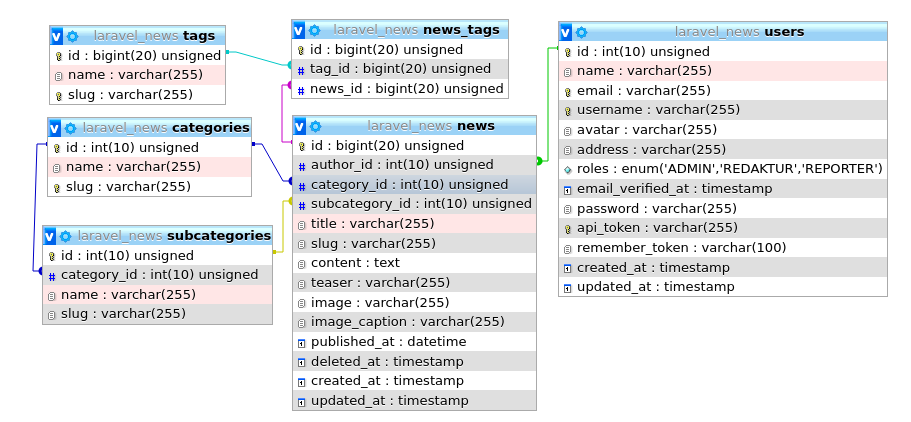 v laravel_news tags
id : bigint(20) unsigned
name : varchar(255)
slug : varchar(255)
v laravel_news news_tags
id : bigint(20) unsigned
# tag_id : bigint(20) unsigned
# news_id : bigint(20) unsigned
v laravel_news users
id : int(10) unsigned
name : varchar(255)
email : varchar(255)
username : varchar(255)
avatar : varchar(255)
address : varchar(255)
roles : enum('ADMIN','REDAKTUR','REPORTER')
email_verified_at : timestamp
password : varchar(255)
api_token : varchar(255)
remember_token : varchar(100)
created_at : timestamp
updated_at : timestamp
v laravel_news categories
id : int(10) unsigned
name : varchar(255)
slug : varchar(255)
v laravel_news news
id : bigint(20) unsigned
# author_id : int(10) unsigned
# category_id : int(10) unsigned
# subcategory_id : int(10) unsigned
title : varchar(255)
slug : varchar(255)
content : text
teaser : varchar(255)
image : varchar(255)
image_caption : varchar(255)
published_at : datetime
deleted_at : timestamp
created_at : timestamp
updated_at : timestamp
v laravel_news subcategories
id : int(10) unsigned
# category_id : int(10) unsigned
name : varchar(255)
slug : varchar(255)